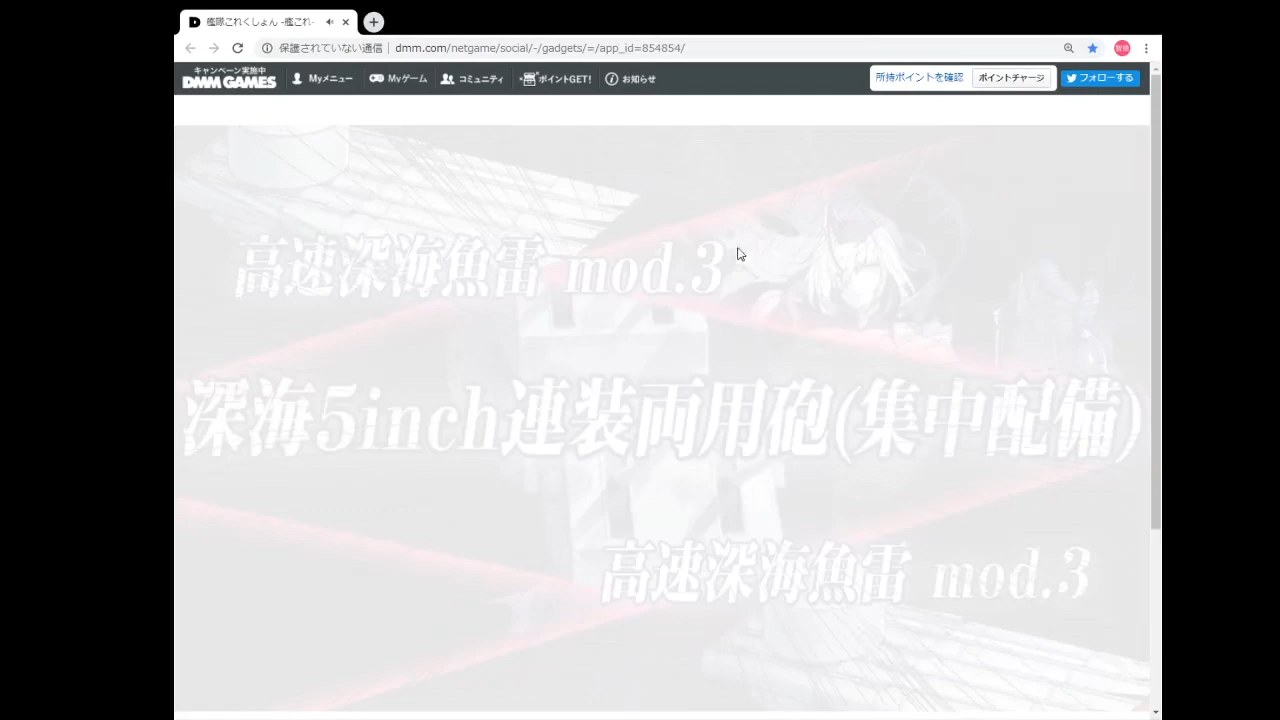 艦隊これくしょん -艦これ-
保護されていない通信 | dmm.com/netgame/social/-/gadgets/=/app_id=854854/
キャンペーン実施中
DMM GAMES
Myメニュー
Myゲーム
コミュニティ
ポイントGET!
お知らせ
所持ポイントを確認
ポイントチャージ
フォローする
高速深海魚雷 mod.3
深海5inch連装両用砲(集中配備)
高速深海魚雷 mod.3